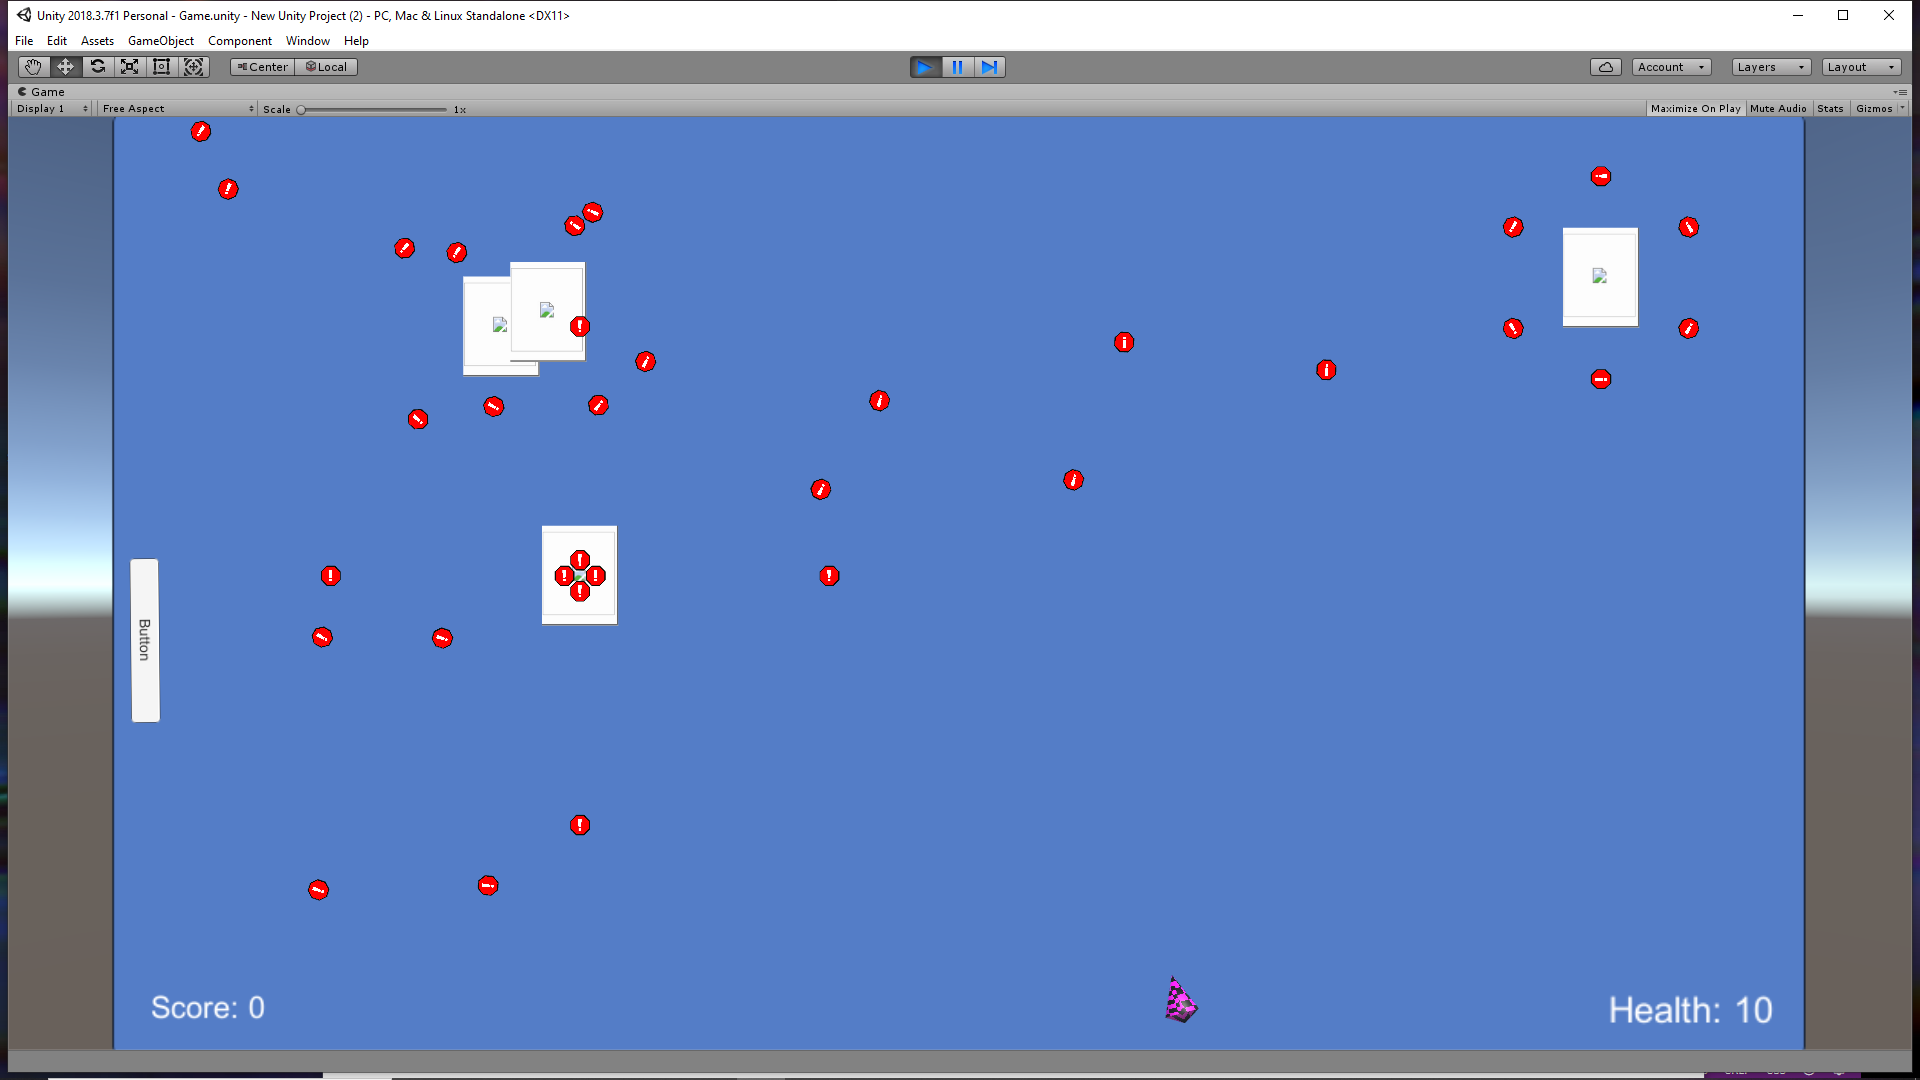 Unity 2018.3.7f1 Personal - Game.unity - New Unity Project (2) - PC, Mac & Linux Standalone <DX11>
File Edit Assets GameObject Component Window Help
Center Local Account Layers Layout
Game
Display 1 Free Aspect Scale 1x Maximize On Play Mute Audio Stats Gizmos
Button
Score: 0
Health: 10